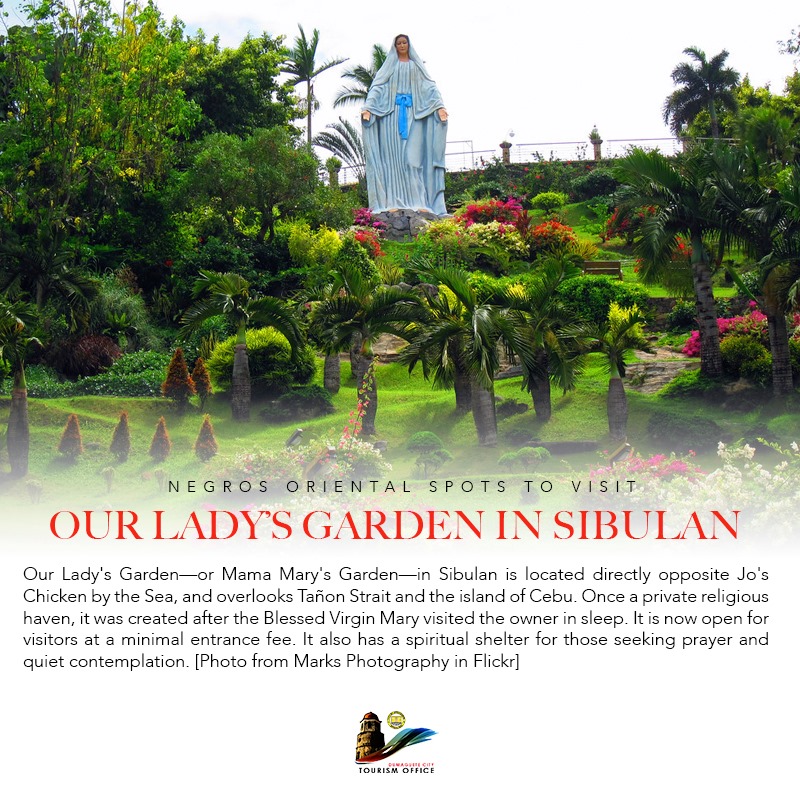 NEGROS ORIENTAL SPOTS TO VISIT
OUR LADY'S GARDEN IN SIBULAN
Our Lady's Garden—or Mama Mary's Garden—in Sibulan is located directly opposite Jo's
Chicken by the Sea, and overlooks Tañon Strait and the island of Cebu. Once a private religious
haven, it was created after the Blessed Virgin Mary visited the owner in sleep. It is now open for
visitors at a minimal entrance fee. It also has a spiritual shelter for those seeking prayer and
quiet contemplation. [Photo from Marks Photography in Flickr]
DUMAGUETE CITY
TOURISM OFFICE